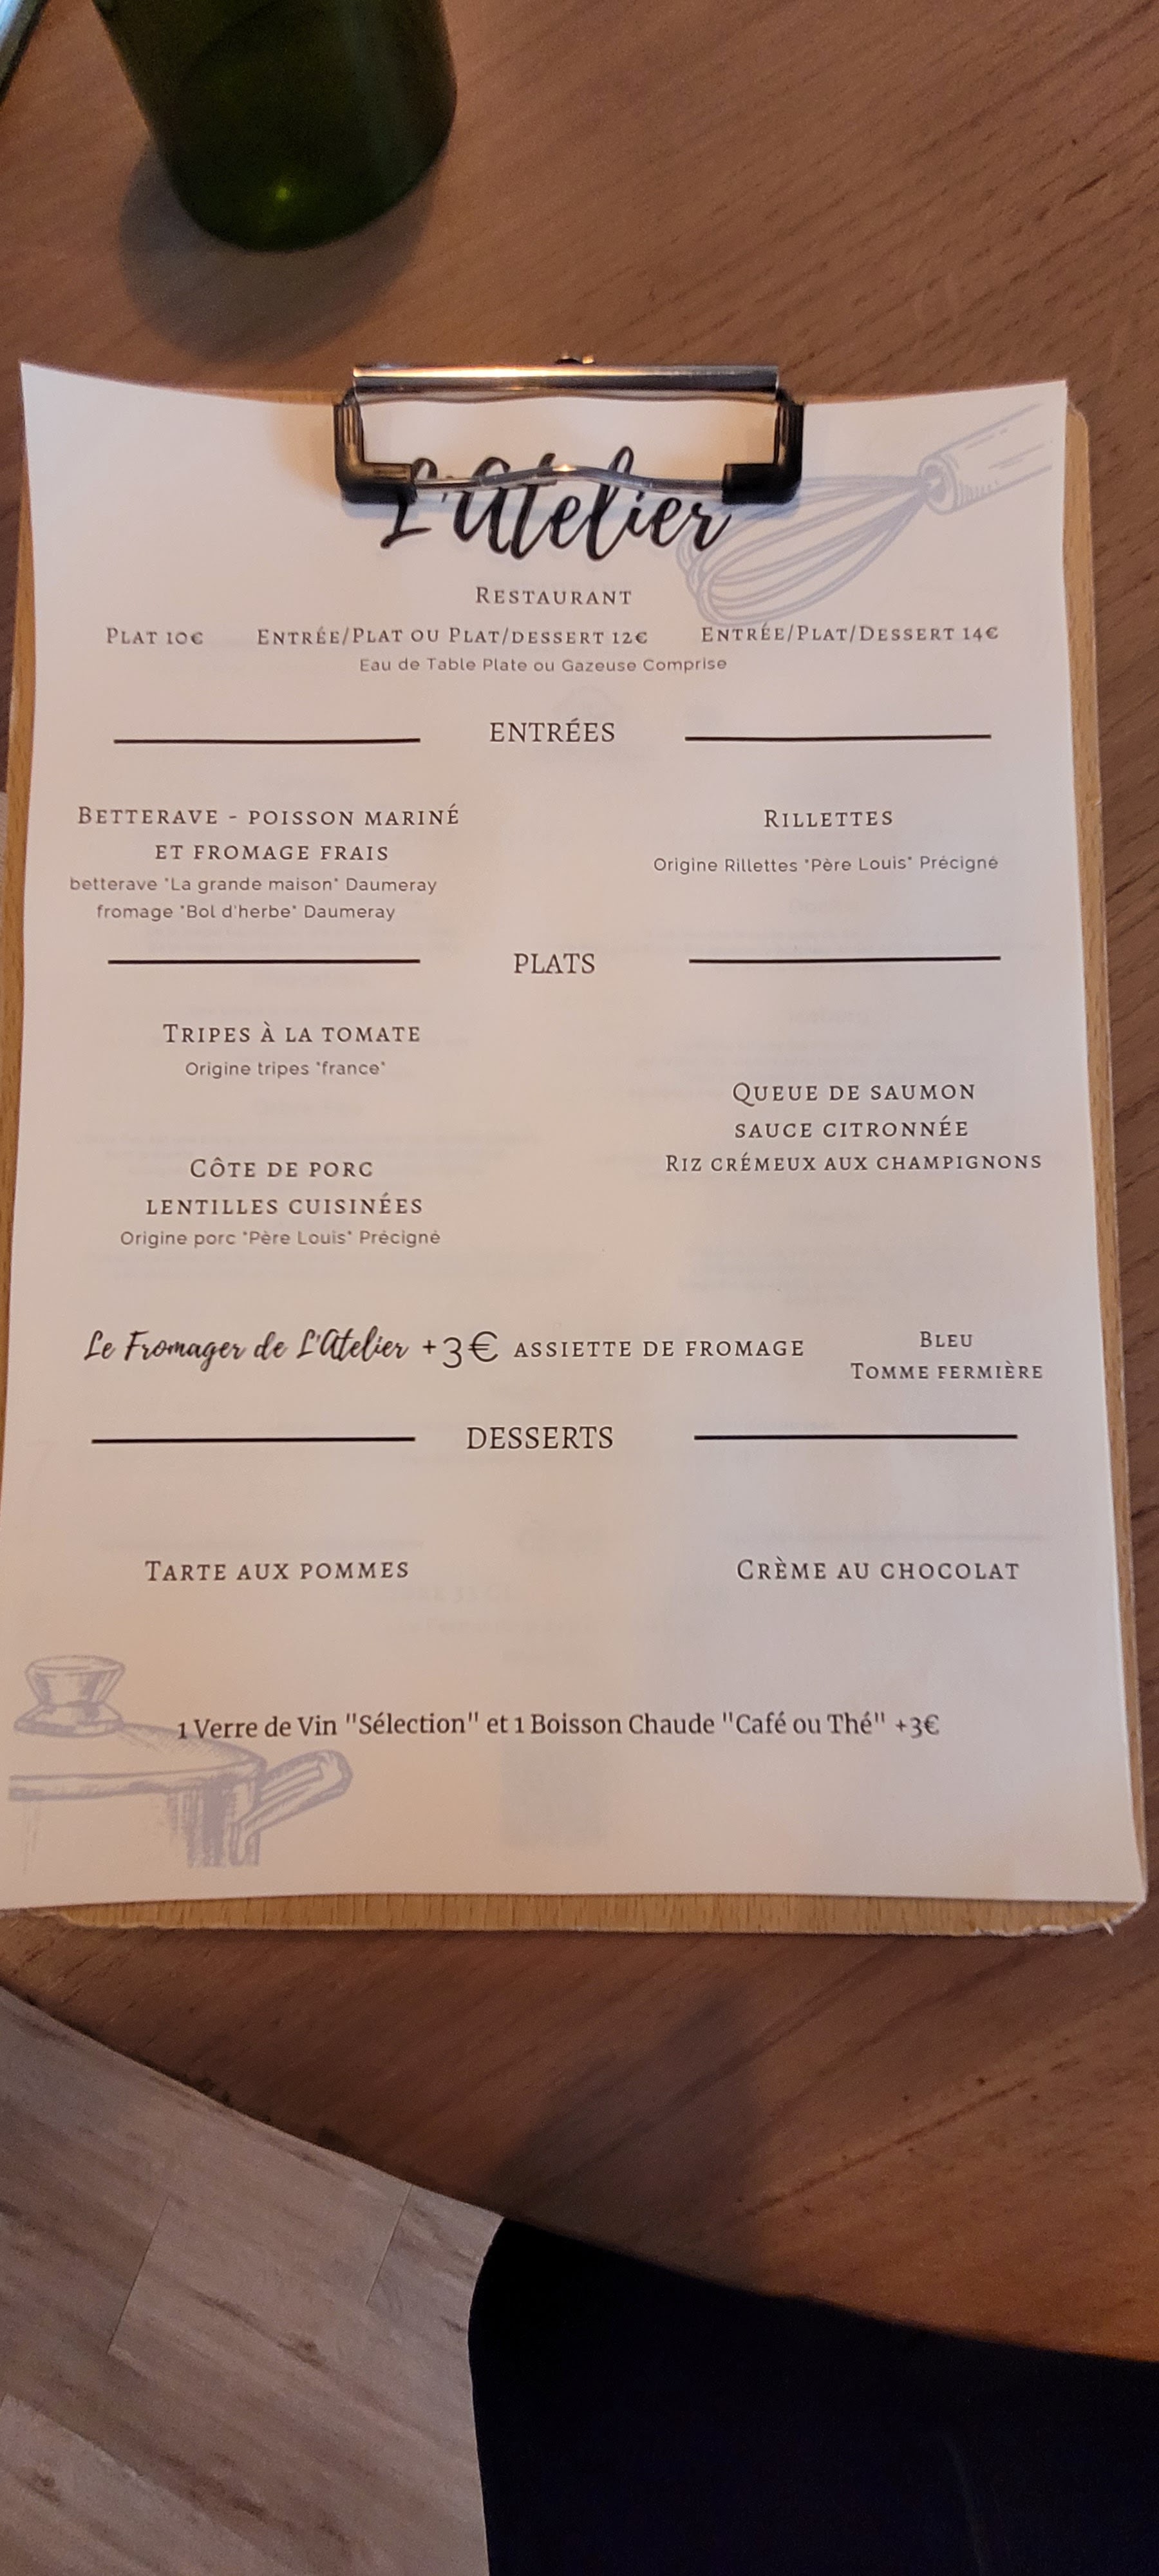 L'Atelier
Restaurant
Plat 10€ Entrée/Plat ou Plat/dessert 12€ Entrée/Plat/Dessert 14€
Eau de Table Plate ou Gazeuse Comprise
ENTRÉES
Betterave - poisson mariné
et fromage frais
betterave "La grande maison" Daumeray
fromage "Bol d'herbe" Daumeray
Rillettes
Origine Rillettes "Père Louis" Précigné
PLATS
Tripes à la tomate
Origine tripes "france"
Côte de porc
lentilles cuisinées
Origine porc "Père Louis" Précigné
Queue de saumon
sauce citronnée
Riz crémeux aux champignons
Le Fromager de L'Atelier +3€ assiette de fromage
Bleu
Tomme fermière
DESSERTS
Tarte aux pommes
Crème au chocolat
1 Verre de Vin "Sélection" et 1 Boisson Chaude "Café ou Thé" +3€